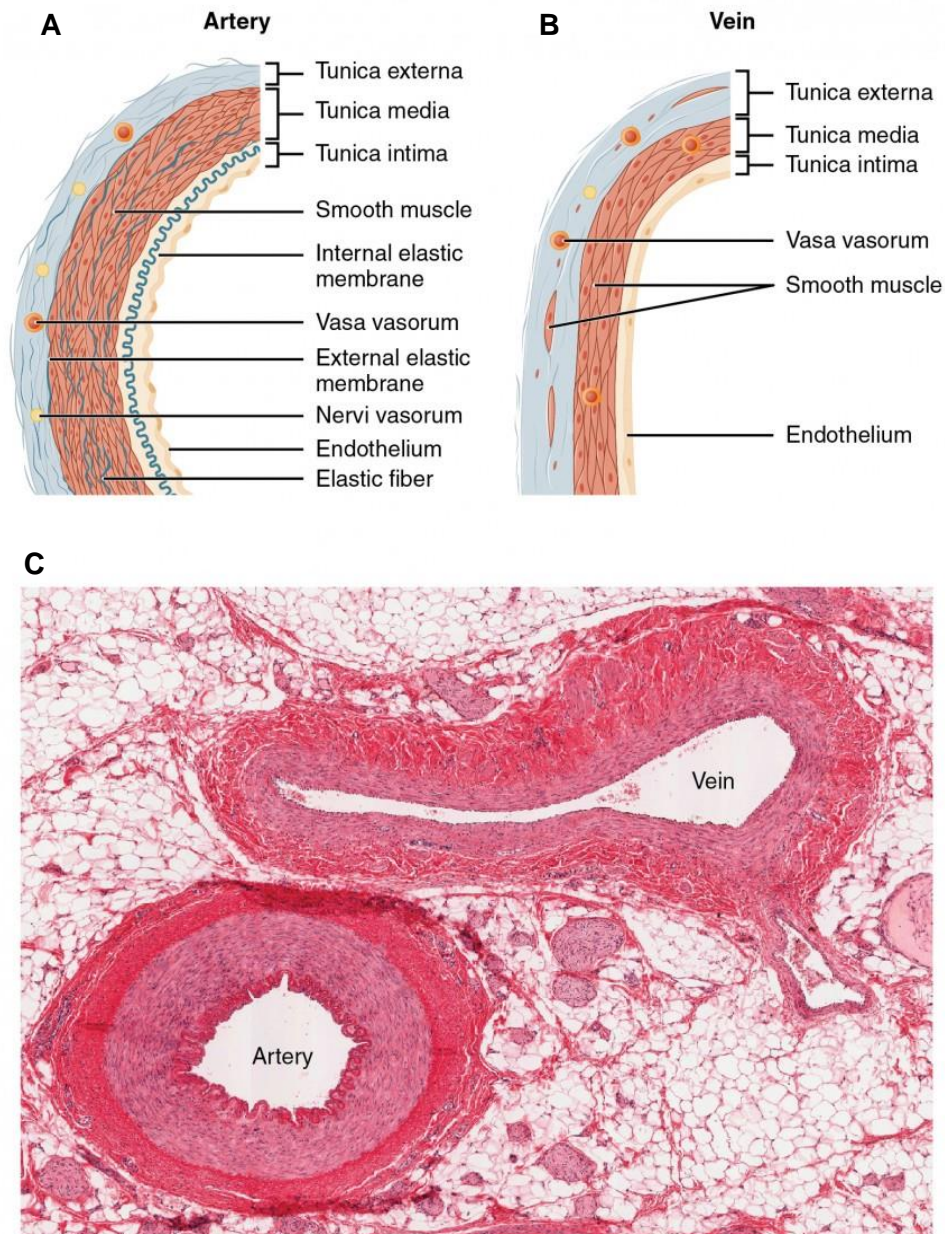 A
Artery
Tunica externa
Tunica media
Tunica intima
Smooth muscle
Internal elastic
membrane
Vasa vasorum
External elastic
membrane
Nervi vasorum
Endothelium
Elastic fiber
B
Vein
Tunica externa
Tunica media
Tunica intima
Vasa vasorum
Smooth muscle
Endothelium
C
Vein
Artery